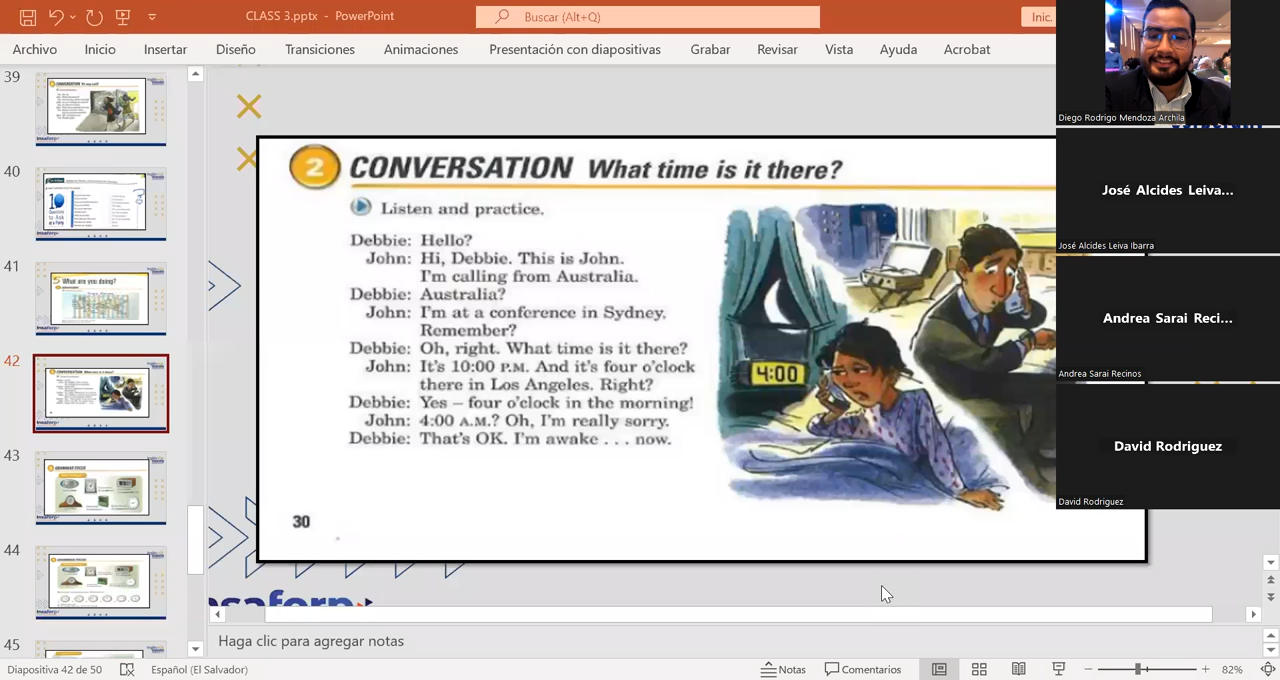 CLASS 3.pptx - PowerPoint
Buscar (Alt+Q)
Inic.
Archivo Inicio Insertar Diseño Transiciones Animaciones Presentación con diapositivas Grabar Revisar Vista Ayuda Acrobat
39
40
41
What are you doing?
42
43
44
45
2 CONVERSATION What time is it there?
Listen and practice.
Debbie: Hello?
John: Hi, Debbie. This is John.
I'm calling from Australia.
Debbie: Australia?
John: I'm at a conference in Sydney.
Remember?
Debbie: Oh, right. What time is it there?
John: It's 10:00 P.M. And it's four o'clock
there in Los Angeles. Right?
Debbie: Yes – four o'clock in the morning!
John: 4:00 A.M.? Oh, I'm really sorry.
Debbie: That's OK. I'm awake . . . now.
4:00
30
Diego Rodrigo Mendoza Archila
José Alcides Leiva...
José Alcides Leiva Ibarra
Andrea Sarai Reci...
Andrea Sarai Recinos
David Rodriguez
David Rodriguez
Haga clic para agregar notas
Diapositiva 42 de 50 Español (El Salvador) Notas Comentarios 82%